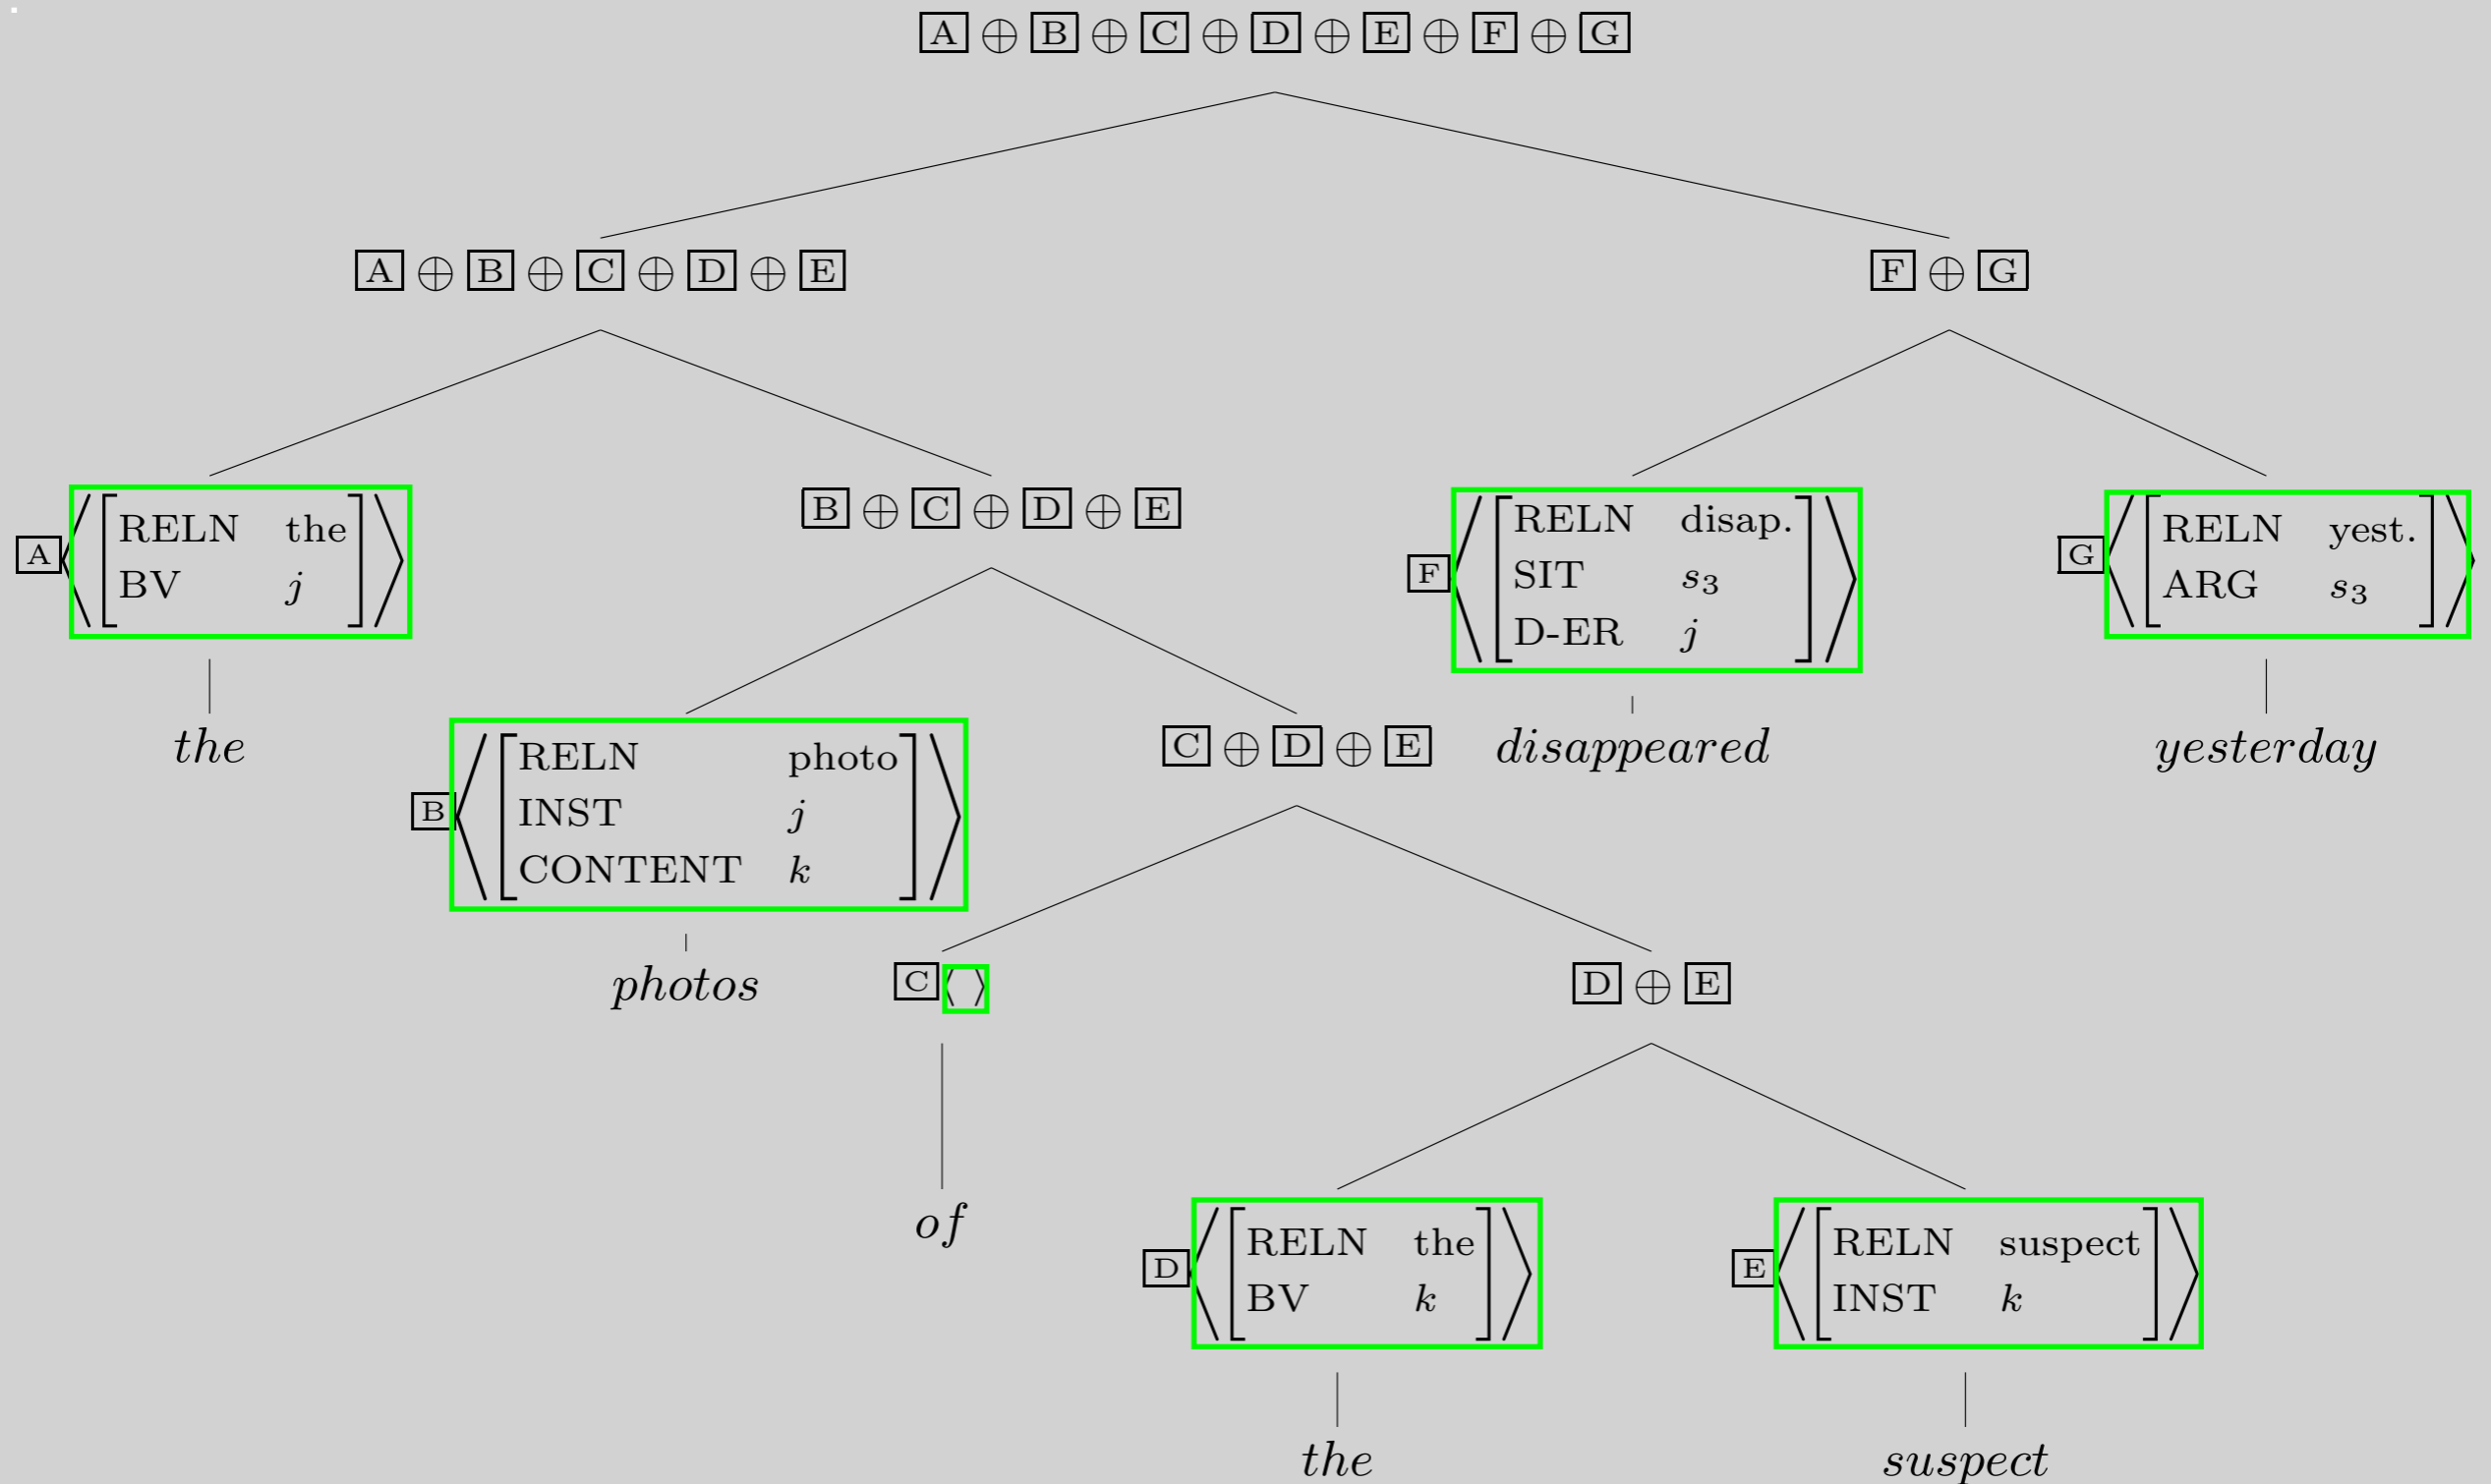 A ⊕ B ⊕ C ⊕ D ⊕ E ⊕ F ⊕ G
A ⊕ B ⊕ C ⊕ D ⊕ E
F ⊕ G
A ⟨[RELN the
BV j]⟩
the
B ⊕ C ⊕ D ⊕ E
F ⟨[RELN disap.
SIT s₃
D-ER j]⟩
disappeared
G ⟨[RELN yest.
ARG s₃]⟩
yesterday
B ⟨[RELN photo
INST j
CONTENT k]⟩
photos
C ⊕ D ⊕ E
C ⟨ ⟩
of
D ⊕ E
D ⟨[RELN the
BV k]⟩
the
E ⟨[RELN suspect
INST k]⟩
suspect